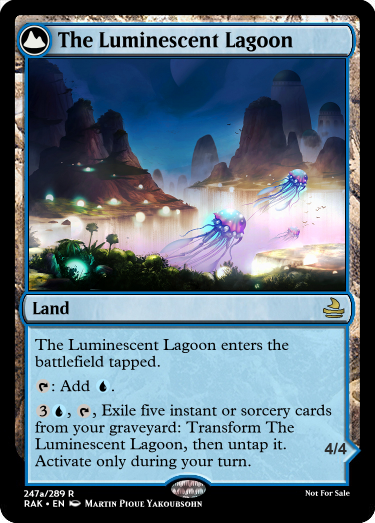 The Luminescent Lagoon
Land
The Luminescent Lagoon enters the
battlefield tapped.
: Add .
3 , , Exile five instant or sorcery cards
from your graveyard: Transform The
Luminescent Lagoon, then untap it.
Activate only during your turn.
4/4
247a/289 R
Not For Sale
RAK • EN Martin Pioue Yakoubsohn